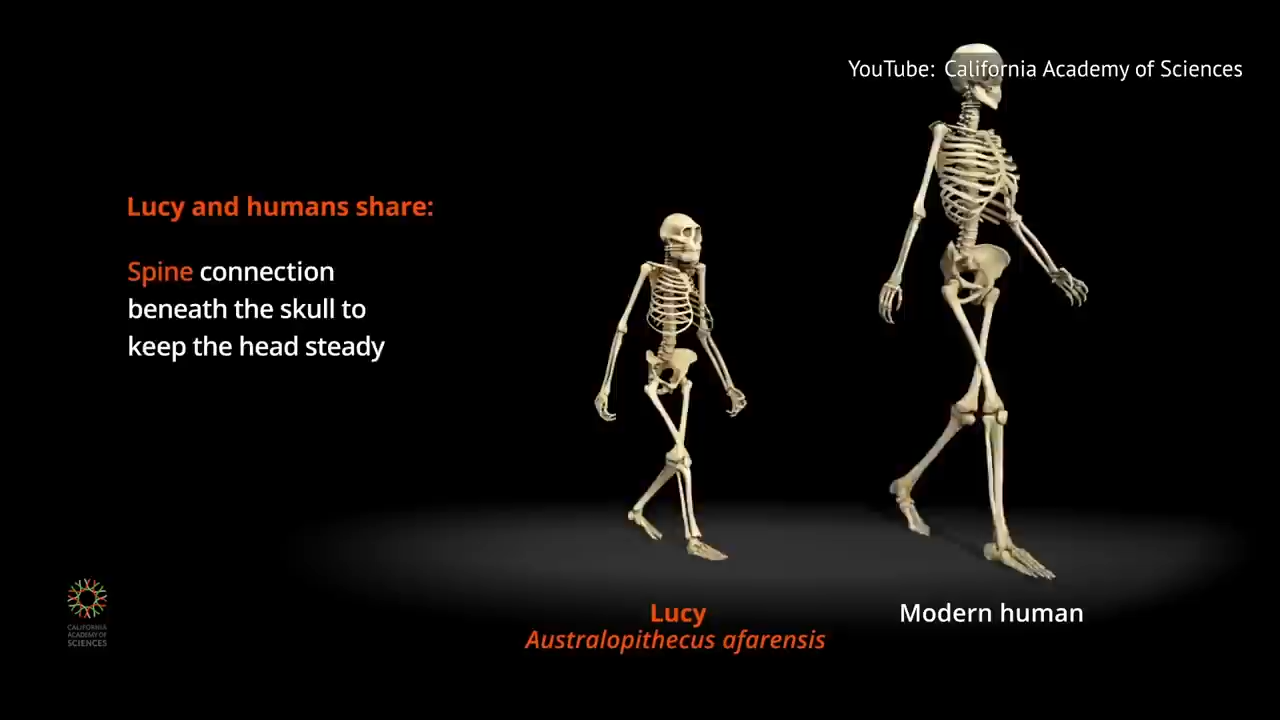 YouTube: California Academy of Sciences
Lucy and humans share:
Spine connection
beneath the skull to
keep the head steady
Lucy
Australopithecus afarensis
Modern human
CALIFORNIA
ACADEMY OF
SCIENCES